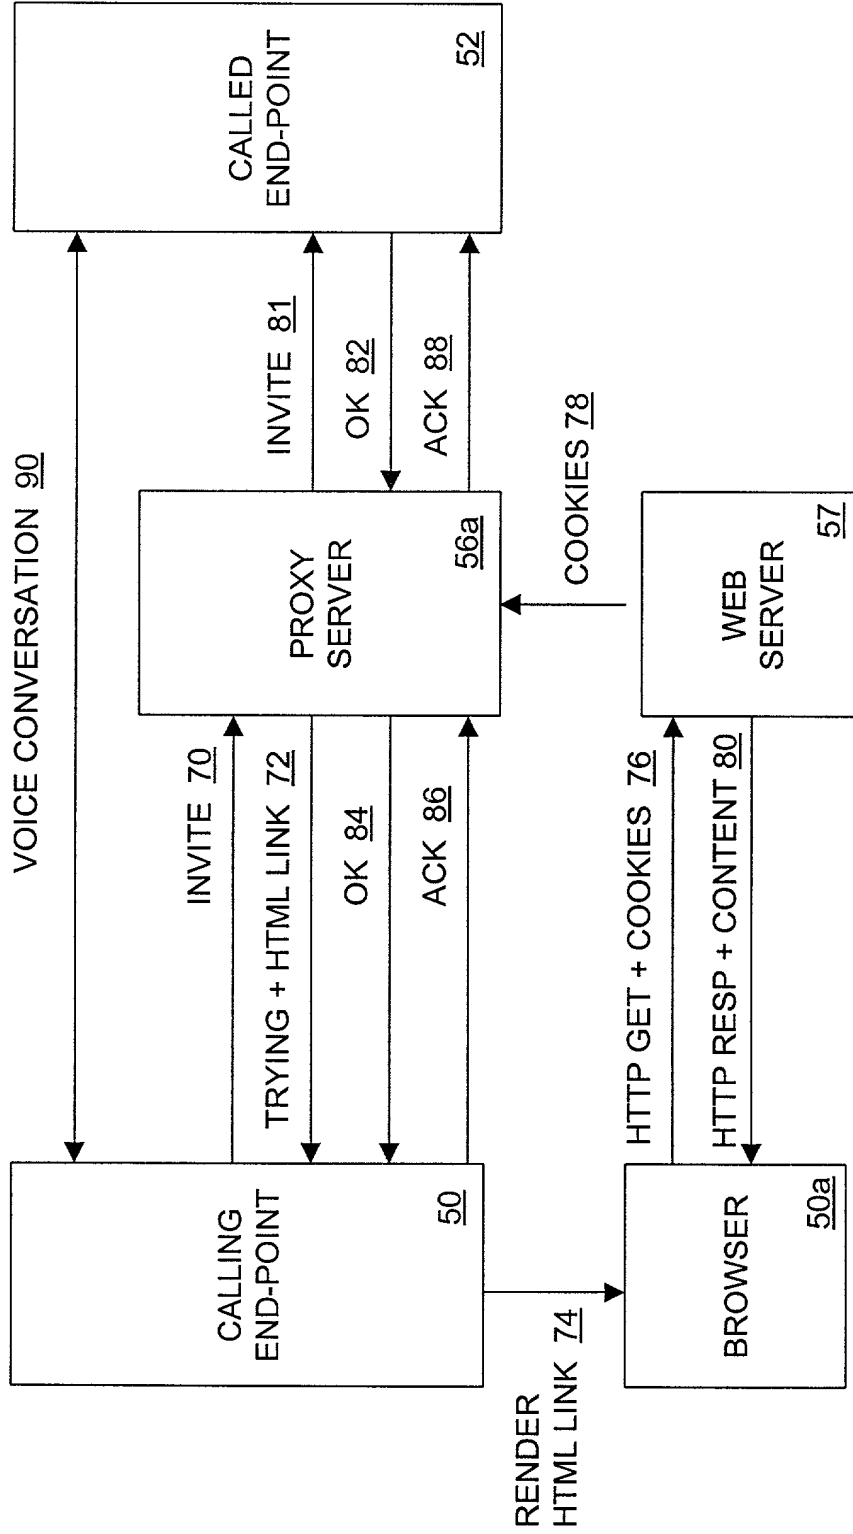 VOICE CONVERSATION 90
CALLING
END-POINT
50
INVITE 70
TRYING + HTML LINK 72
OK 84
ACK 86
PROXY
SERVER
56a
INVITE 81
OK 82
ACK 88
CALLED
END-POINT
52
RENDER
HTML LINK 74
BROWSER
50a
HTTP GET + COOKIES 76
HTTP RESP + CONTENT 80
COOKIES 78
WEB
SERVER
57